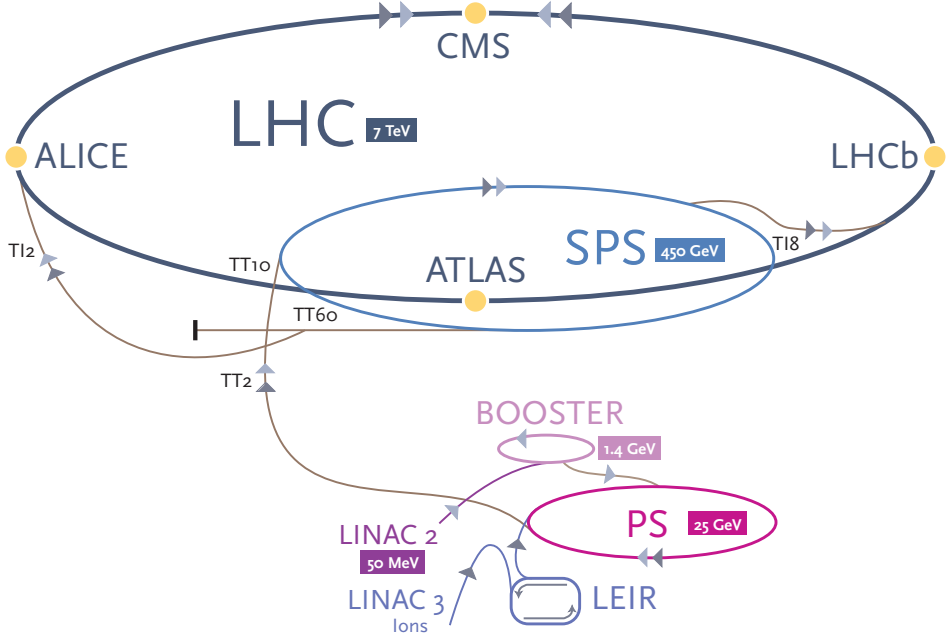 CMS
LHC 7 TeV
ALICE
LHCb
TI2
TT10
SPS 450 GeV
TI8
ATLAS
TT60
TT2
BOOSTER
1.4 GeV
PS 25 GeV
LINAC 2
50 MeV
LINAC 3
Ions
LEIR